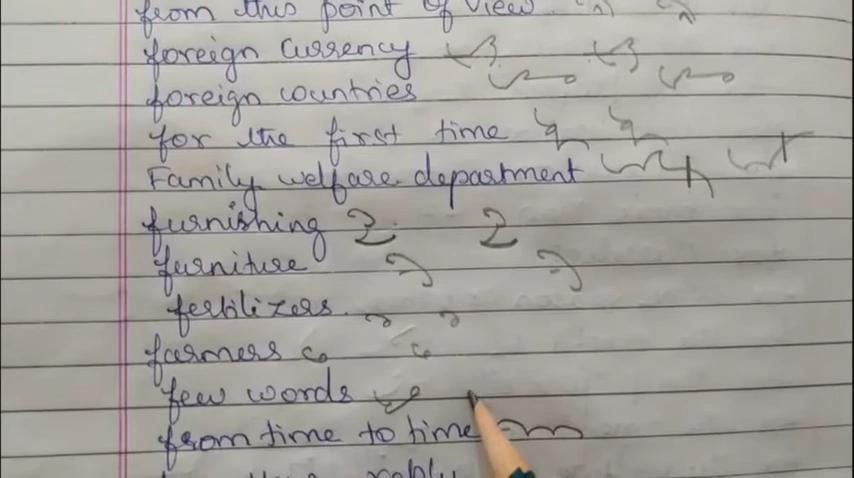 from this point of view
foreign currency
foreign countries
for the first time
Family welfare department
furnishing
furniture
fertilizers
farmers
few words
from time to time